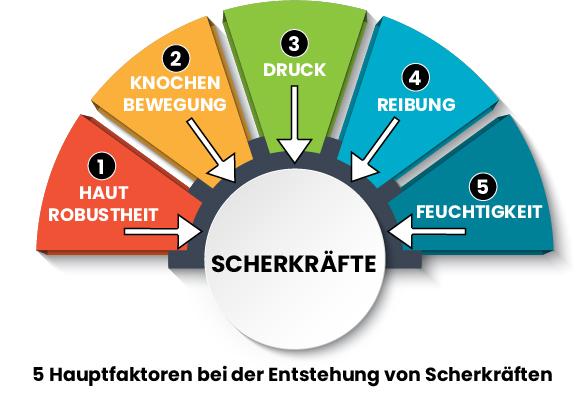 1
HAUT
ROBUSTHEIT
2
KNOCHEN
BEWEGUNG
3
DRUCK
4
REIBUNG
5
FEUCHTIGKEIT
SCHERKRÄFTE
5 Hauptfaktoren bei der Entstehung von Scherkräften